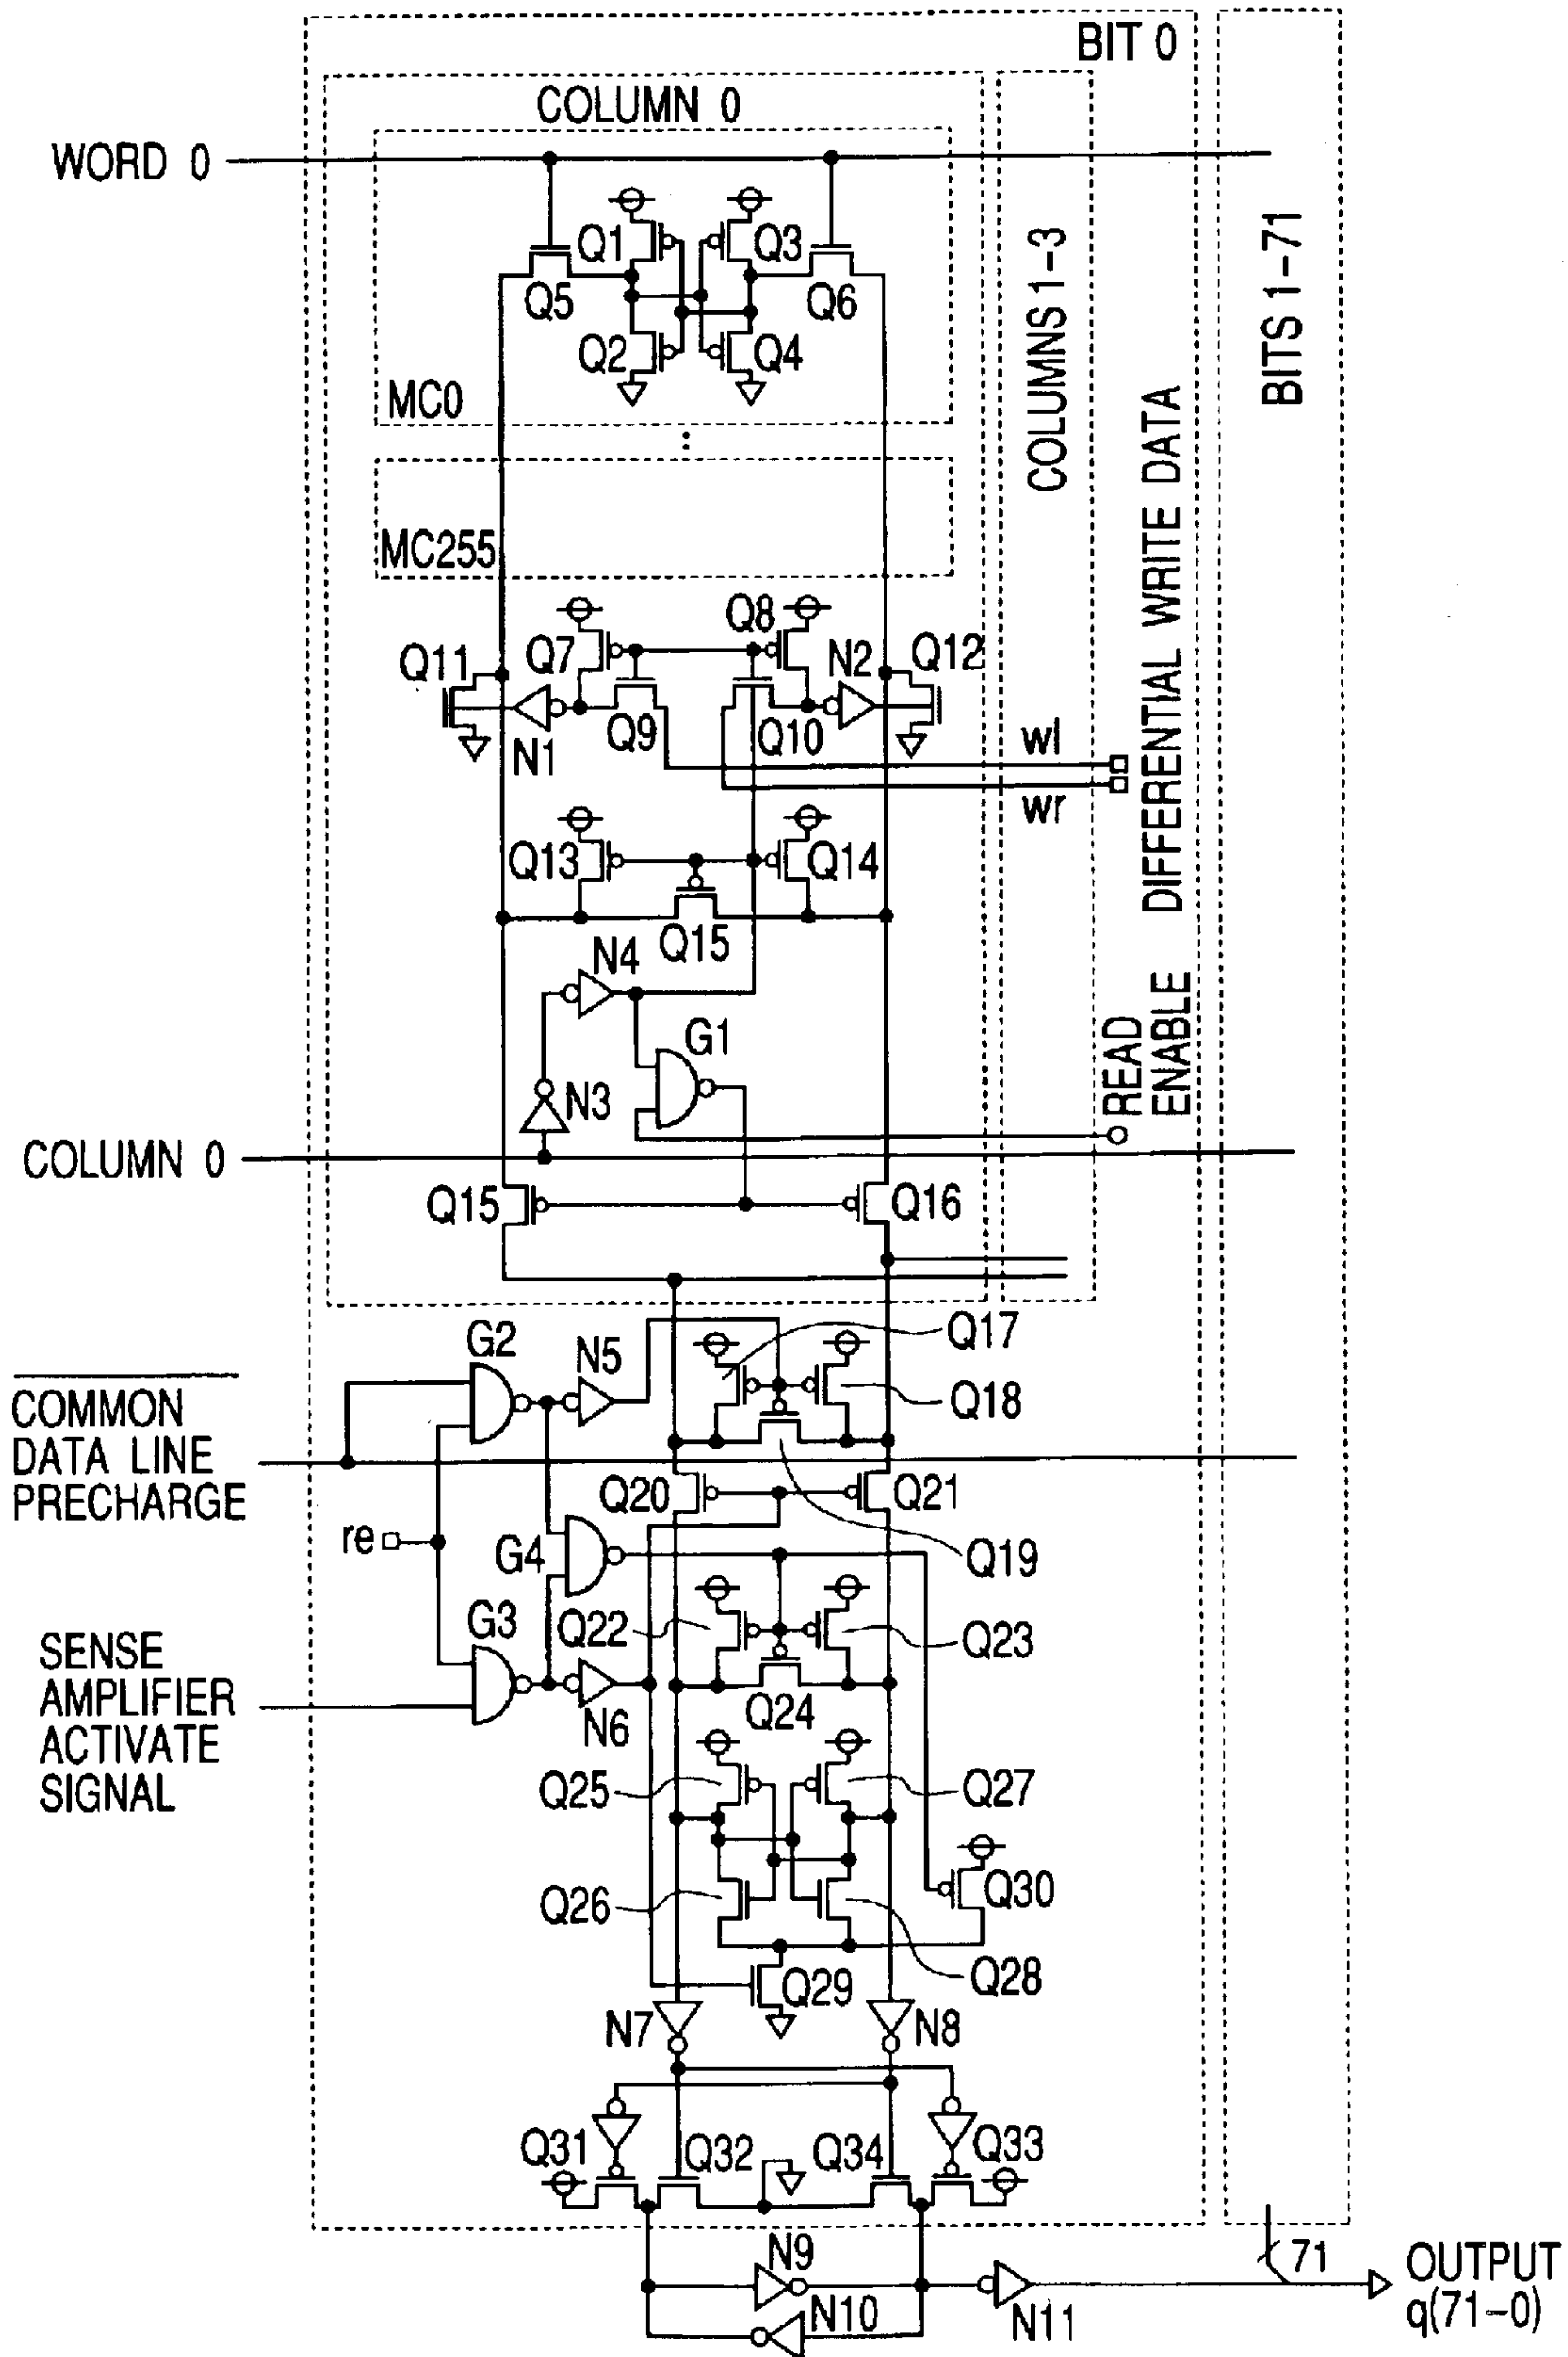 BIT 0
COLUMN 0
WORD 0
Q1
Q3
Q5
Q6
Q2
Q4
MC0
:
MC255
COLUMNS 1-3
BITS 1-71
DIFFERENTIAL WRITE DATA
Q11
Q7
Q8
N2
Q12
N1
Q9
Q10
wl
wr
Q13
Q14
Q15
N4
G1
N3
READ
ENABLE
COLUMN 0
Q15
Q16
G2
N5
Q17
Q18
COMMON
DATA LINE
PRECHARGE
Q20
Q21
re
G4
Q19
G3
Q22
Q23
SENSE
AMPLIFIER
ACTIVATE
SIGNAL
N6
Q24
Q25
Q27
Q26
Q30
Q29
Q28
N7
N8
Q31
Q32
Q34
Q33
N9
71
OUTPUT
q(71-0)
N10
N11